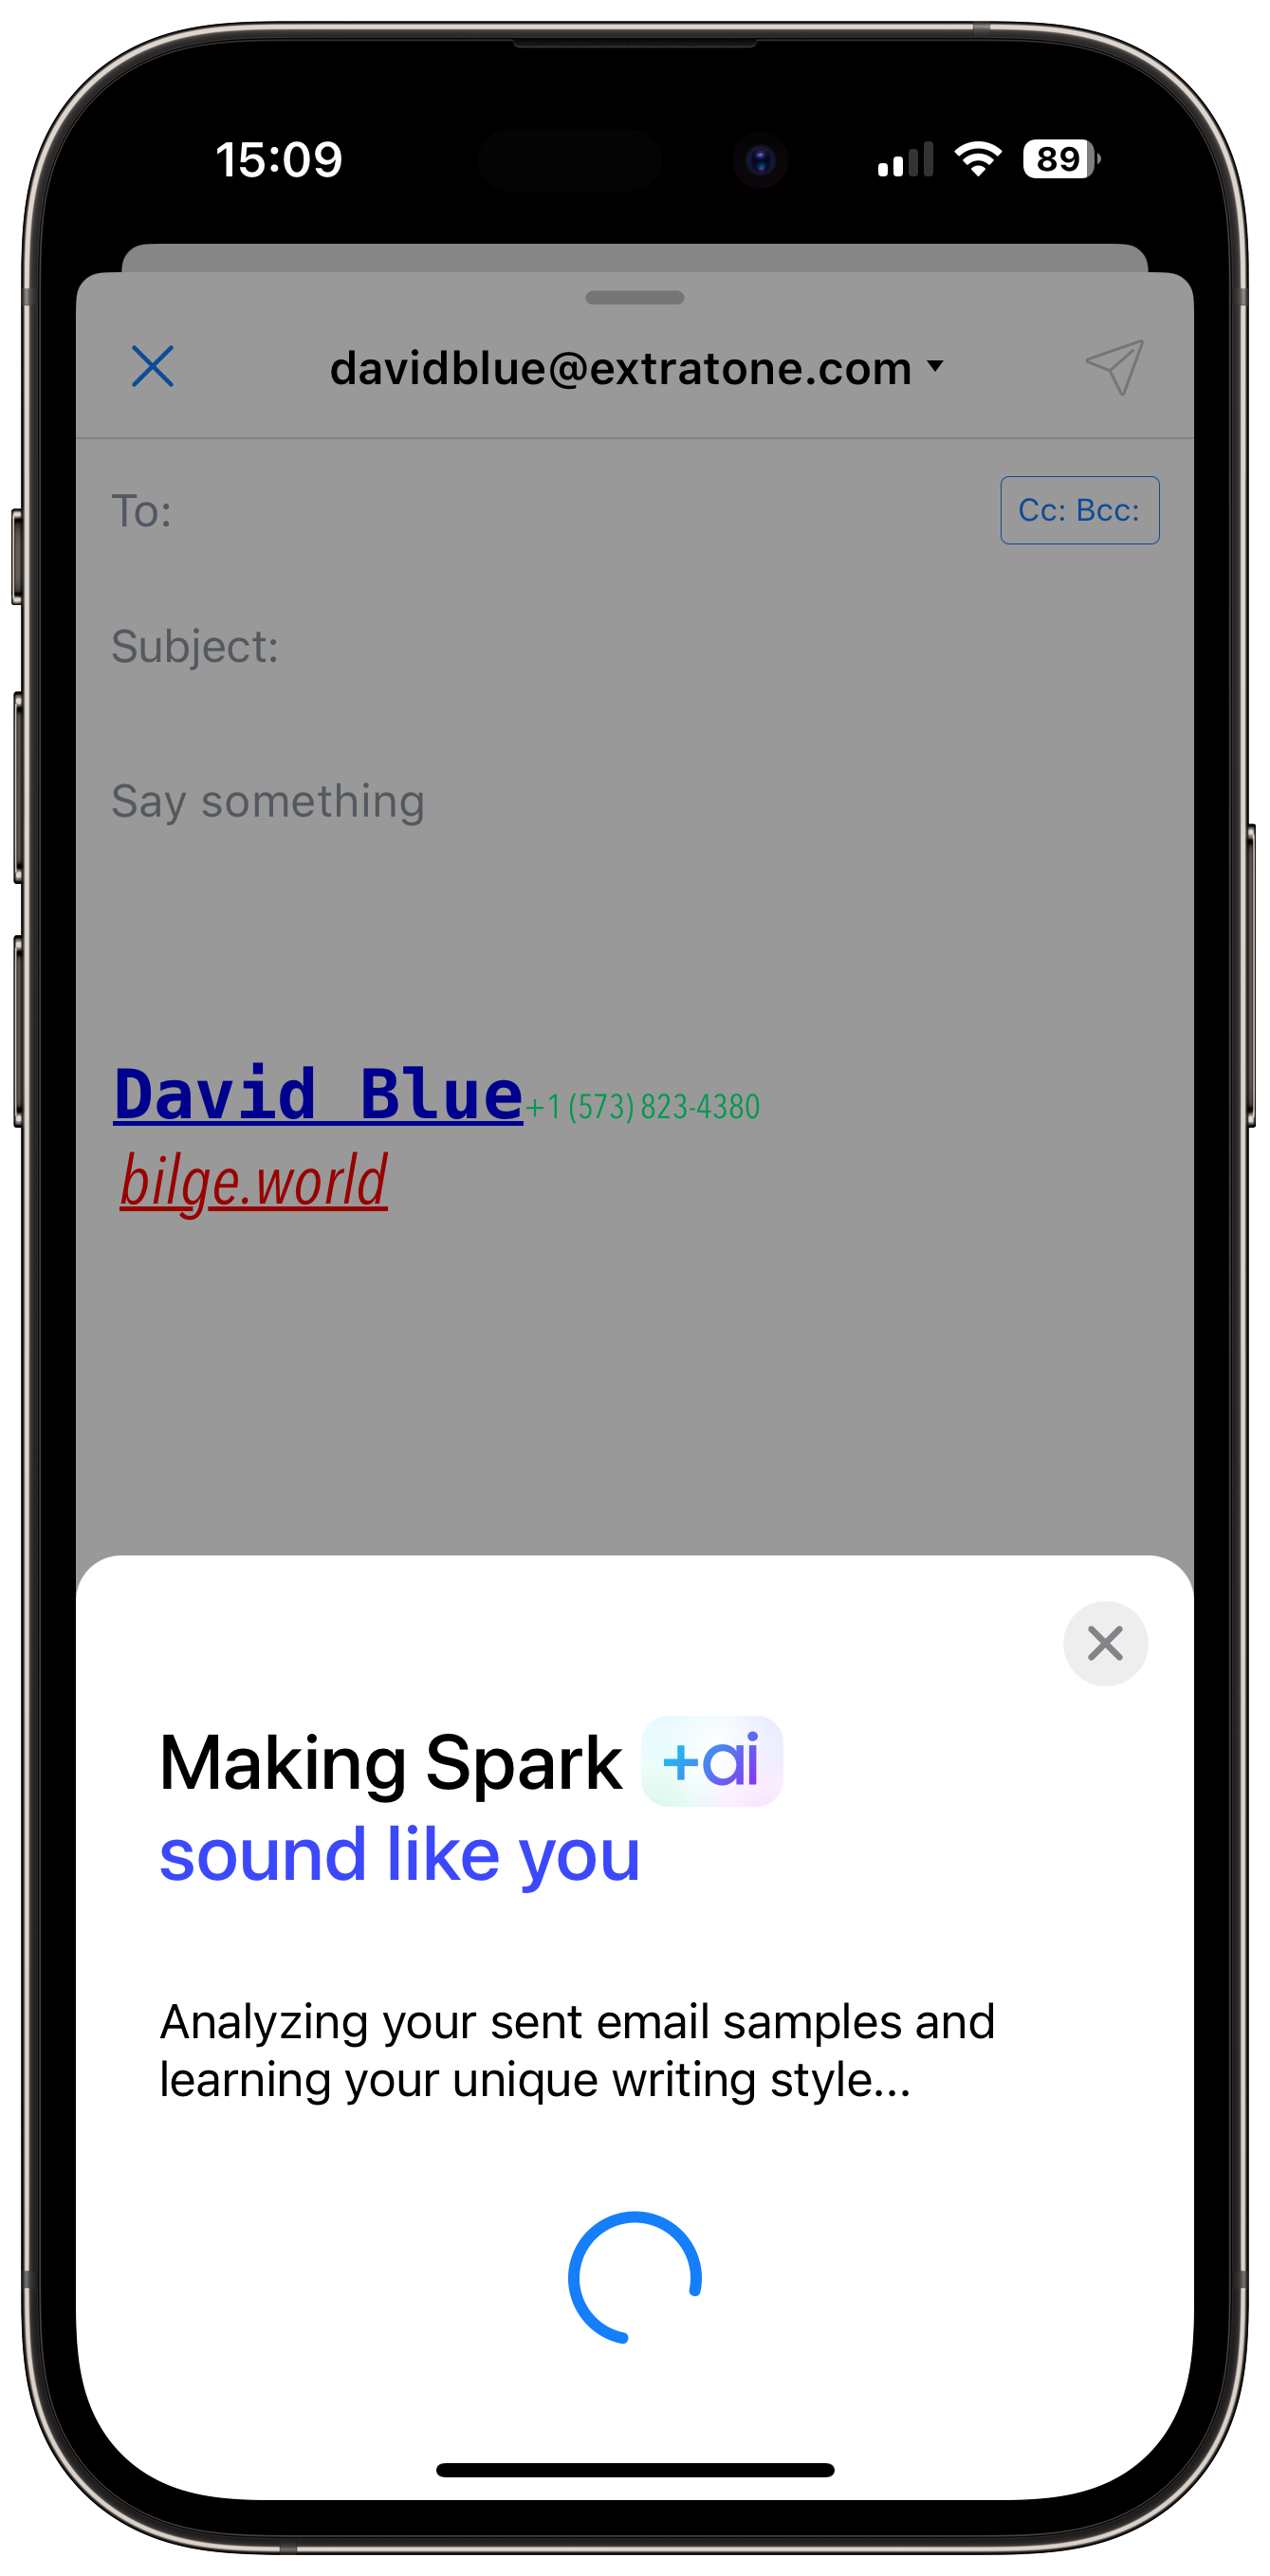 15:09 89
davidblue@extratone.com
To: Cc: Bcc:
Subject:
Say something
David Blue+1 (573) 823-4380
bilge.world
Making Spark +ai
sound like you
Analyzing your sent email samples and
learning your unique writing style...